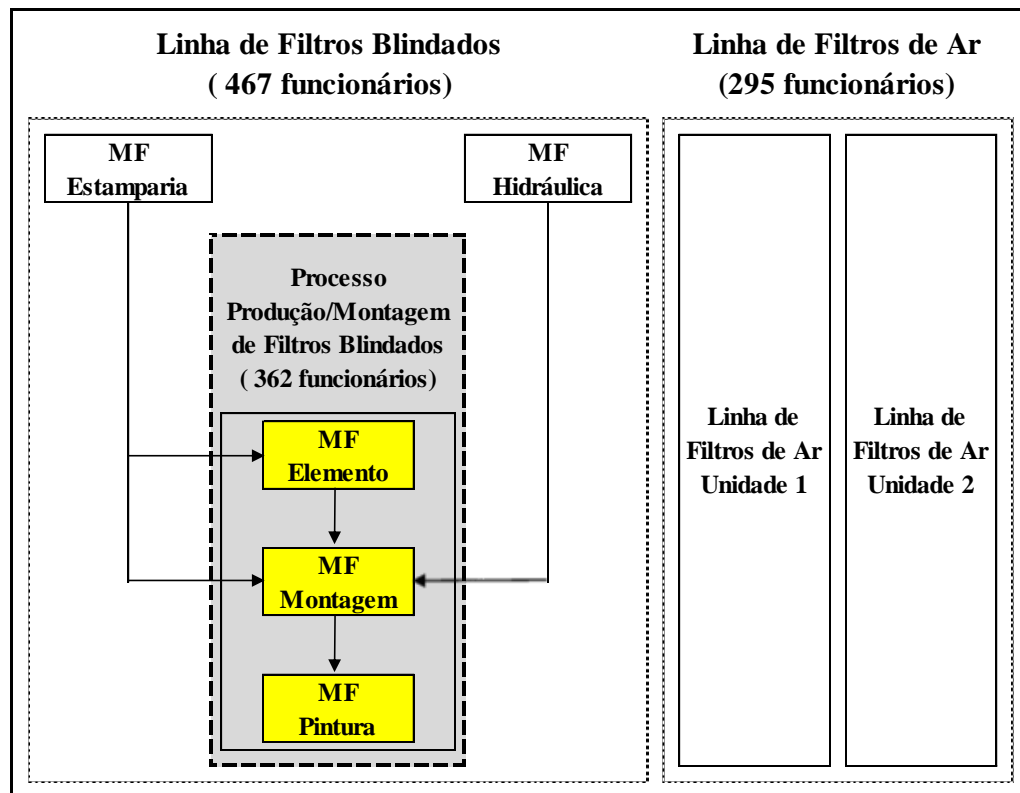 Linha de Filtros Blindados
( 467 funcionários)
Linha de Filtros de Ar
(295 funcionários)
MF
Estamparia
MF
Hidráulica
Processo
Produção/Montagem
de Filtros Blindados
( 362 funcionários)
MF
Elemento
MF
Montagem
MF
Pintura
Linha de
Filtros de Ar
Unidade 1
Linha de
Filtros de Ar
Unidade 2